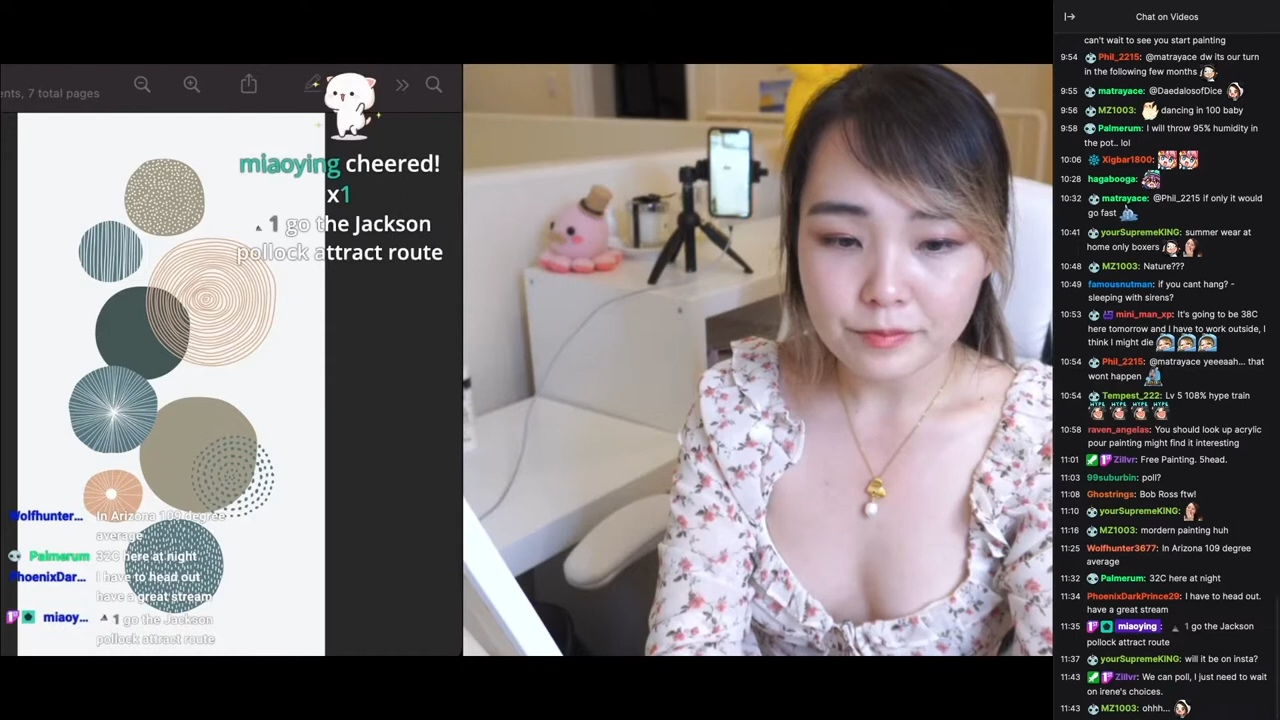 ents, 7 total pages
miaoying cheered!
x1
1 go the Jackson
pollock attract route
Wolfhunter... In Arizona 109 degree
average
Palmerum 32C here at night
PhoenixDar... I have to head out
have a great stream
miaoy... 1 go the Jackson
pollock attract route
Chat on Videos
can't wait to see you start painting
9:54 Phil_2215: @matrayace dw its our turn
in the following few months
9:55 matrayace: @DaedalosofDice
9:56 MZ1003: dancing in 100 baby
9:58 Palmerum: I will throw 95% humidity in
the pot.. lol
10:06 Xigbar1800:
10:28 hagabooga:
10:32 matrayace: @Phil_2215 if only it would
go fast
10:41 yourSupremeKING: summer wear at
home only boxers
10:48 MZ1003: Nature???
10:49 famousnutman: if you cant hang? -
sleeping with sirens?
10:53 mini_man_xp: It's going to be 38C
here tomorrow and I have to work outside, I
think I might die
10:54 Phil_2215: @matrayace yeeeaah... that
wont happen
10:54 Tempest_222: Lv 5 108% hype train
HYPE HYPE HYPE HYPE
10:58 raven_angelas: You should look up acrylic
pour painting might find it interesting
11:01 Zillvr: Free Painting. 5head.
11:03 99suburbin: poll?
11:08 Ghostrings: Bob Ross ftw!
11:10 yourSupremeKING:
11:16 MZ1003: mordern painting huh
11:25 Wolfhunter3677: In Arizona 109 degree
average
11:32 Palmerum: 32C here at night
11:34 PhoenixDarkPrince29: I have to head out.
have a great stream
11:35 miaoying: 1 go the Jackson
pollock attract route
11:37 yourSupremeKING: will it be on insta?
11:43 Zillvr: We can poll, I just need to wait
on irene's choices.
11:43 MZ1003: ohhh...